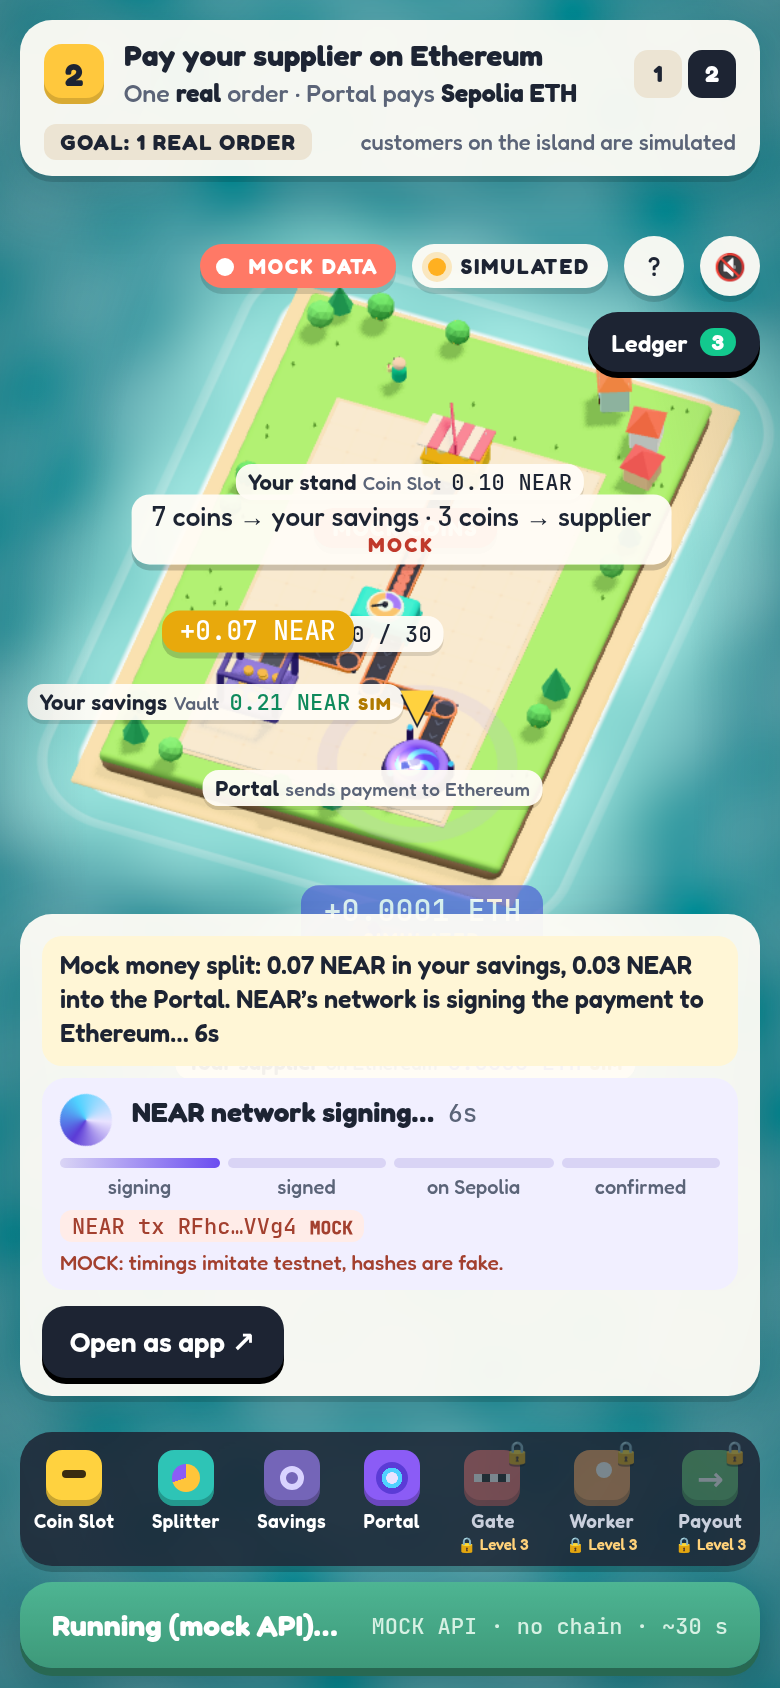 2
Pay your supplier on Ethereum
One real order · Portal pays Sepolia ETH
1 2
GOAL: 1 REAL ORDER
customers on the island are simulated
MOCK DATA
SIMULATED
?
Ledger 3
Your stand Coin Slot 0.10 NEAR
7 coins → your savings · 3 coins → supplier
MOCK
+0.07 NEAR
0 / 30
Your savings Vault 0.21 NEAR SIM
Portal sends payment to Ethereum
+0.0001 ETH
Mock money split: 0.07 NEAR in your savings, 0.03 NEAR
into the Portal. NEAR’s network is signing the payment to
Ethereum... 6s
NEAR network signing... 6s
signing
signed
on Sepolia
confirmed
NEAR tx RFhc…VVg4 MOCK
MOCK: timings imitate testnet, hashes are fake.
Open as app ↗
Coin Slot
Splitter
Savings
Portal
Gate
Worker
Payout
Level 3
Level 3
Level 3
Running (mock API)...
MOCK API · no chain · ~30 s